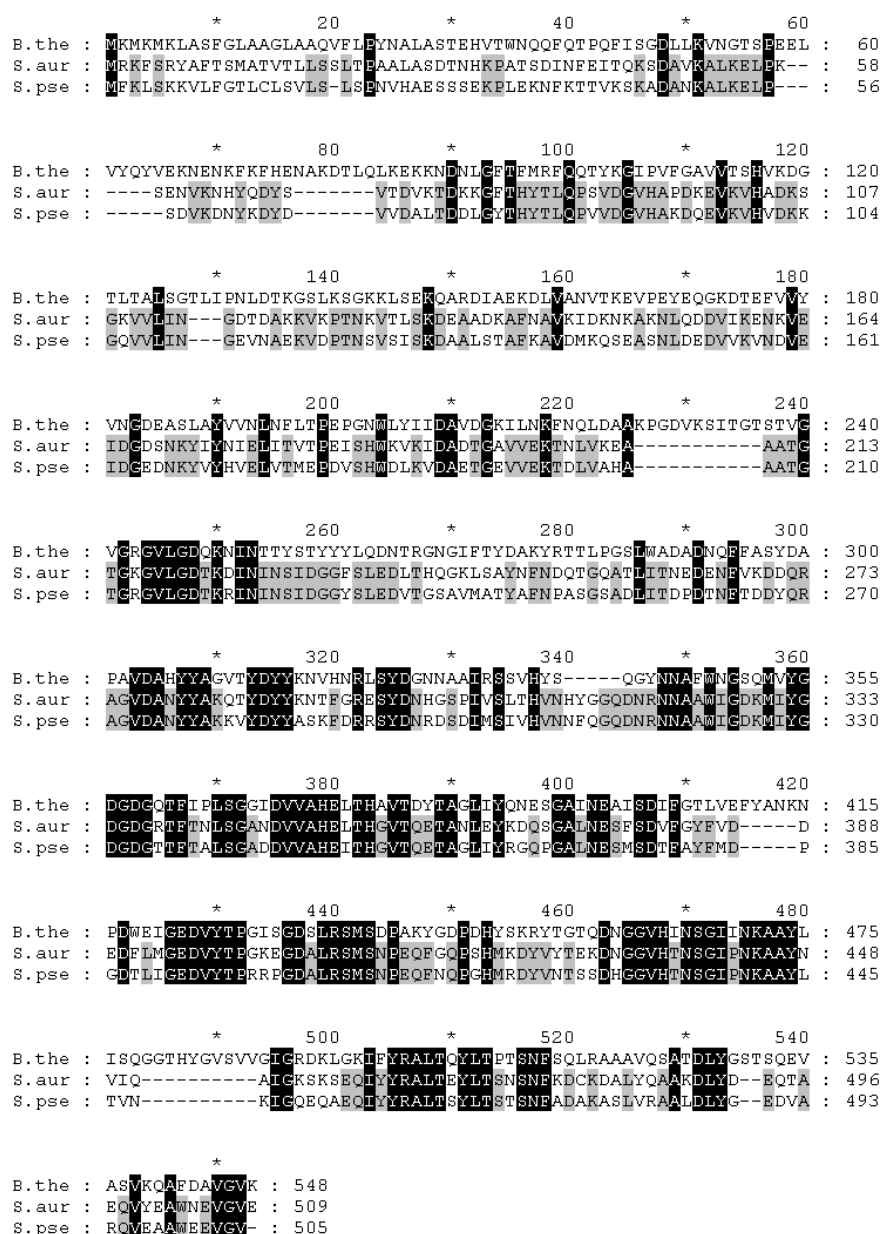 * 20 * 40 * 60
B.the : MKMKMKLASFGLAAGLAAQVFLPYNALASTEHVTWNQQFQTPQFISGDLLKVNGTSPEEL : 60
S.aur : MRKFSRYAFTSMATVTLLSSLTPAALASDTNHKPATSDINFEITQKSDAVKALKELPK-- : 58
S.pse : MFKLSKKVLFGTLCLSVLS-LSPNVHAESSSEKPLEKNFKTTVKSKADANKALKELP--- : 56
* 80 * 100 * 120
B.the : VYQYVEKNENKFKFHENAKDTLQLKEKKNDNLGFTFMRFQQTYKGIPVFGAVVTSHVKDG : 120
S.aur : ----SENVKNHYQDYS-------VTDVKTDKKGFTHYTLQPSVDGVHAPDKEVKVHADKS : 107
S.pse : ----SDVKDNYKDYD--------VVDALTDDLGYTHYTLQPVVDGVHAKDQEVKVHVDKK : 104
* 140 * 160 * 180
B.the : TLTALSGTLIPNLDTKGSLKSGKKLSEKQARDIAEKDLVANVTKEVPEYEQGKDTEFVVY : 180
S.aur : GKVVLIN---GDTDAKKVKPTNKVTLSKDEAADKAFNAVKIDKNKAKNLQDDVIKENKVE : 164
S.pse : GQVVLIN---GEVNAEKVDPTNSVSISKDAALSTAFKAVDMKQSEASNLDEDVVKVNDVE : 161
* 200 * 220 * 240
B.the : VNGDEASLAYVVNLNFLTPEPGNWLYIIDAVDGKILNKFNQLDAAKPGDVKSITGTSTVG : 240
S.aur : IDGDSNKYIYNIELITVTPEISHWKVKIDADTGAVVEKTNLVKEA-----------AATG : 213
S.pse : IDGEDNKYVYHVELVTMEPDVSHWDLKVDAETGEVVEKTDLVAHA-----------AATG : 210
* 260 * 280 * 300
B.the : VGRGVLGDQKNINTTYSTYYYLQDNTRGNGIFTYDAKYRTTLPGSLWADADNQFFASYDA : 300
S.aur : TGKGVLGDTKDININSIDGGFSLEDLTHQGKLSAYNFNDQTGQATLITNEDENFVKDDQR : 273
S.pse : TGRGVLGDTKRININSIDGGYSLEDVTGSAVMATYAFNPASGSADLITDPDTNFTDDYQR : 270
* 320 * 340 * 360
B.the : PAVDAHYYAGVTYDYYKNVHNRLSYDGNNAAIRSSVHYS-----QGYNNAFWNGSQMVYG : 355
S.aur : AGVDANYYAKQTYDYYKNTFGRESYDNHGSPIVSLTHVNHYGGQDNRNNAAWIGDKMIYG : 333
S.pse : AGVDANYYAKKVYDYYASKFDRRSYDNRDSDIMSIVHVNNFQGQDNRNNAAWIGDKMIYG : 330
* 380 * 400 * 420
B.the : DGDGQTFIPLSGGIDVVAHELTHAVTDYTAGLIYQNESGAINEAISDIFGTLVEFYANKN : 415
S.aur : DGDGRTFTNLSGANDVVAHELTHGVTQETANLEYKDQSGALNESFSDVFGYFVD-----D : 388
S.pse : DGDGTTFTALSGADDVVAHEITHGVTQETAGLIYRGQPGALNESMSDTFAYFMD-----P : 385
* 440 * 460 * 480
B.the : PDWEIGEDVYTPGISGDSLRSMSDPAKYGDPDHYSKRYTGTQDNGGVHINSGIINKAAYL : 475
S.aur : EDFLMGEDVYTPGKEGDALRSMSNPEQFGQPSHMKDYVYTEKDNGGVHTNSGIPNKAAYN : 448
S.pse : GDTLIGEDVYTPRRPGDALRSMSNPEQFNQPGHMRDYVNTSSDHGGVHTNSGIPNKAAYL : 445
* 500 * 520 * 540
B.the : ISQGGTHYGVSVVGIGRDKLGKIFYRALTQYLTPTSNFSQLRAAAVQSATDLYGSTSQEV : 535
S.aur : VIQ----------AIGKSKSEQIYYRALTEYLTSNSNFKDCKDALYQAAKDLYD--EQTA : 496
S.pse : TVN----------KIGQEQAEQIYYRALTSYLTSTSNFADAKASLVRAALDLYG--EDVA : 493
*
B.the : ASVKQAFDAVGVK : 548
S.aur : EQVYEAWNEVGVE : 509
S.pse : RQVEAAWEEVGV- : 505